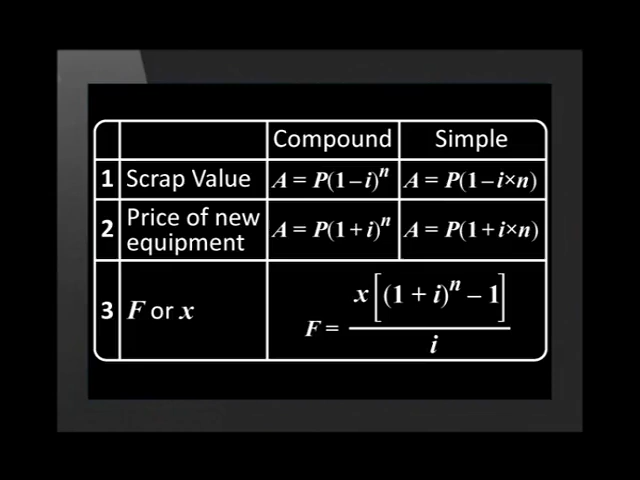 Compound Simple
1 Scrap Value A = P(1 – i)ⁿ A = P(1 – i×n)
2 Price of new equipment A = P(1 + i)ⁿ A = P(1 + i×n)
3 F or x F = x[(1 + i)ⁿ – 1] / i